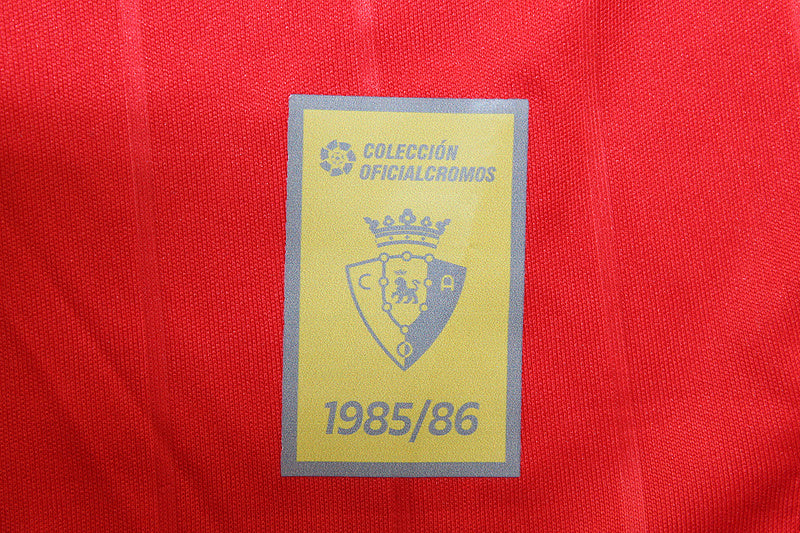 COLECCIÓN
OFICIALCROMOS
C A
O
1985/86